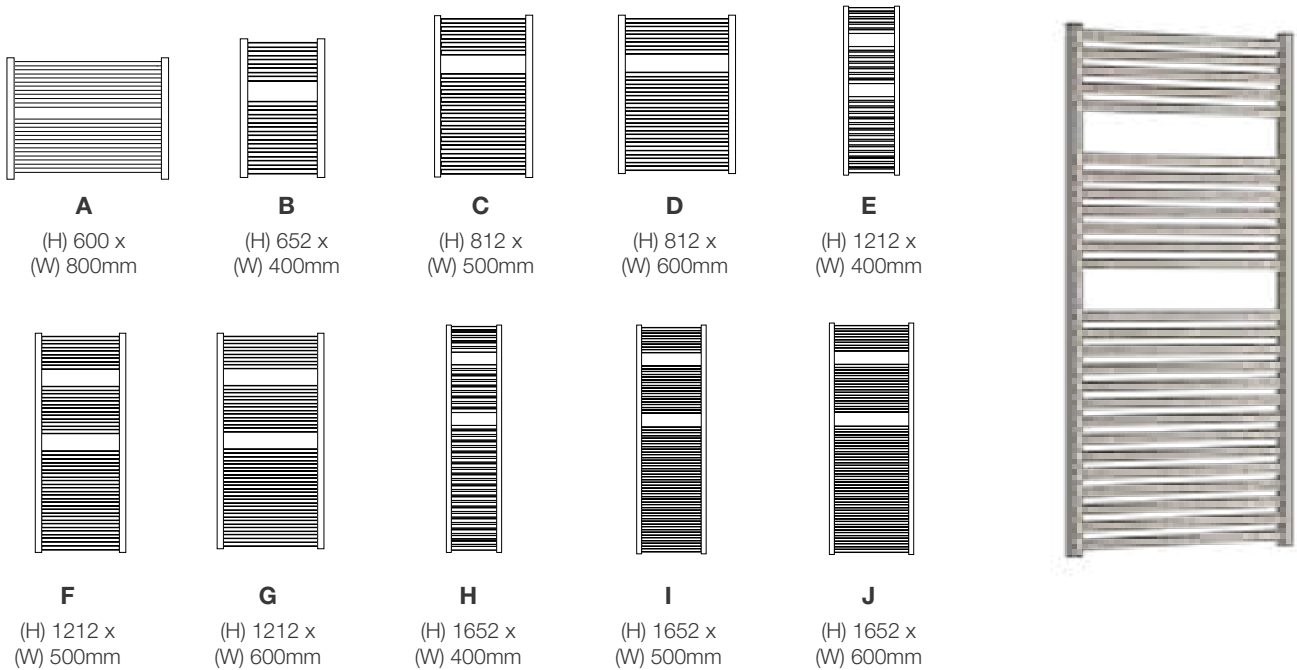 A
(H) 600 x
(W) 800mm
B
(H) 652 x
(W) 400mm
C
(H) 812 x
(W) 500mm
D
(H) 812 x
(W) 600mm
E
(H) 1212 x
(W) 400mm
F
(H) 1212 x
(W) 500mm
G
(H) 1212 x
(W) 600mm
H
(H) 1652 x
(W) 400mm
I
(H) 1652 x
(W) 500mm
J
(H) 1652 x
(W) 600mm